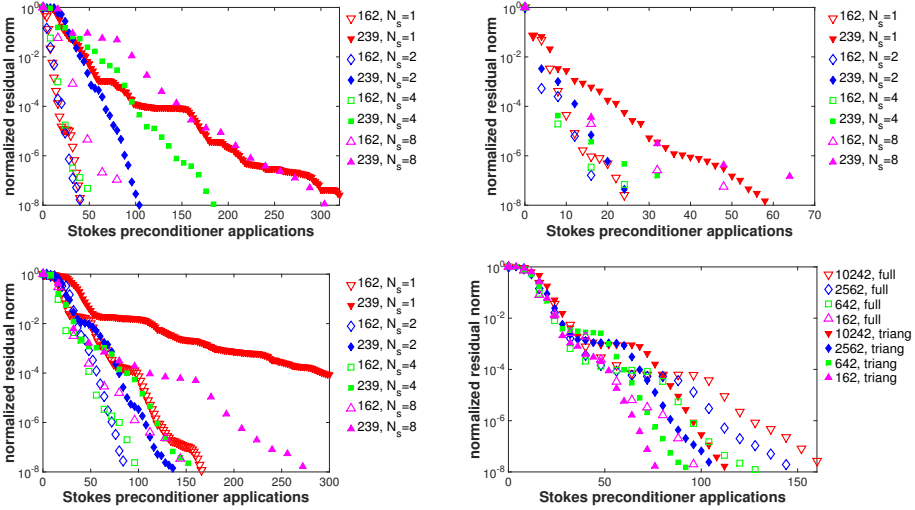 normalized residual norm
10^0
10^-2
10^-4
10^-6
10^-8
0 50 100 150 200 250 300
Stokes preconditioner applications
162, N_s=1
239, N_s=1
162, N_s=2
239, N_s=2
162, N_s=4
239, N_s=4
162, N_s=8
239, N_s=8
normalized residual norm
10^0
10^-2
10^-4
10^-6
10^-8
0 10 20 30 40 50 60 70
Stokes preconditioner applications
162, N_s=1
239, N_s=1
162, N_s=2
239, N_s=2
162, N_s=4
239, N_s=4
162, N_s=8
239, N_s=8
normalized residual norm
10^0
10^-2
10^-4
10^-6
10^-8
0 50 100 150 200 250 300
Stokes preconditioner applications
162, N_s=1
239, N_s=1
162, N_s=2
239, N_s=2
162, N_s=4
239, N_s=4
162, N_s=8
239, N_s=8
normalized residual norm
10^0
10^-2
10^-4
10^-6
10^-8
0 50 100 150
Stokes preconditioner applications
10242, full
2562, full
642, full
162, full
10242, triang
2562, triang
642, triang
162, triang